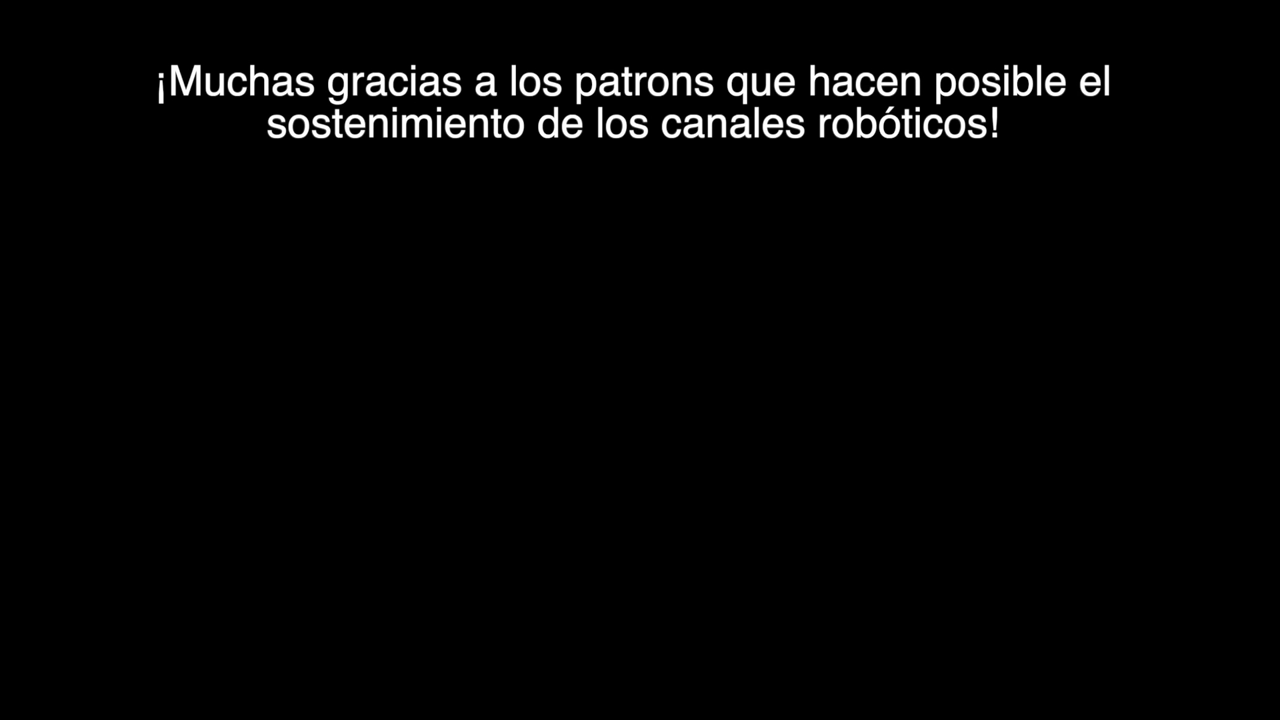 ¡Muchas gracias a los patrons que hacen posible el
sostenimiento de los canales robóticos!